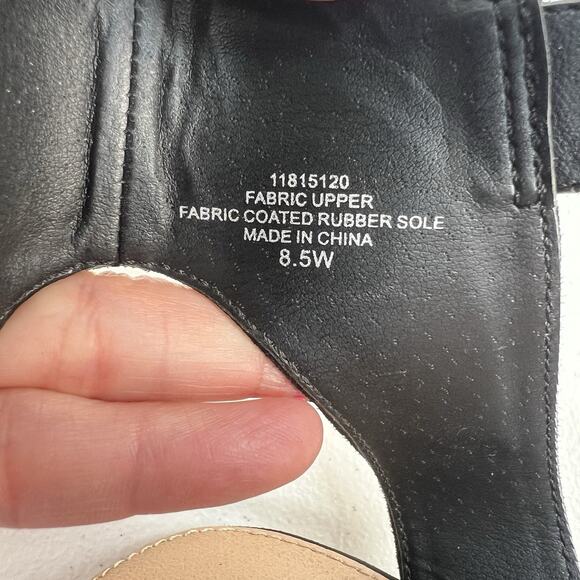 11815120
FABRIC UPPER
FABRIC COATED RUBBER SOLE
MADE IN CHINA
8.5W